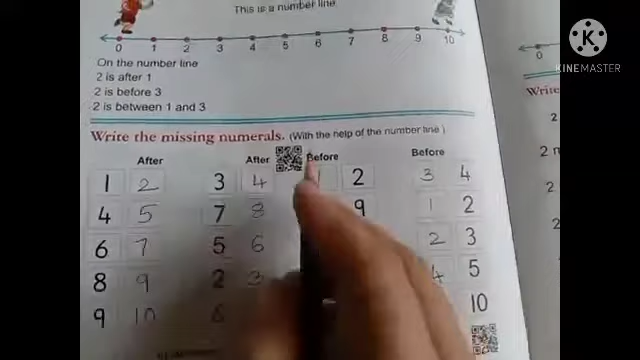 This is a number line
0 1 2 3 4 5 6 7 8 9 10 0
On the number line
2 is after 1
2 is before 3
2 is between 1 and 3
KINEMASTER
Write the missing numerals. (With the help of the number line) Write
After After Before Before
1 2 3 4 1 2 3 4
4 5 7 8 9 1 2
6 7 5 6 2 3
8 9 2 3 4 5
9 10 10